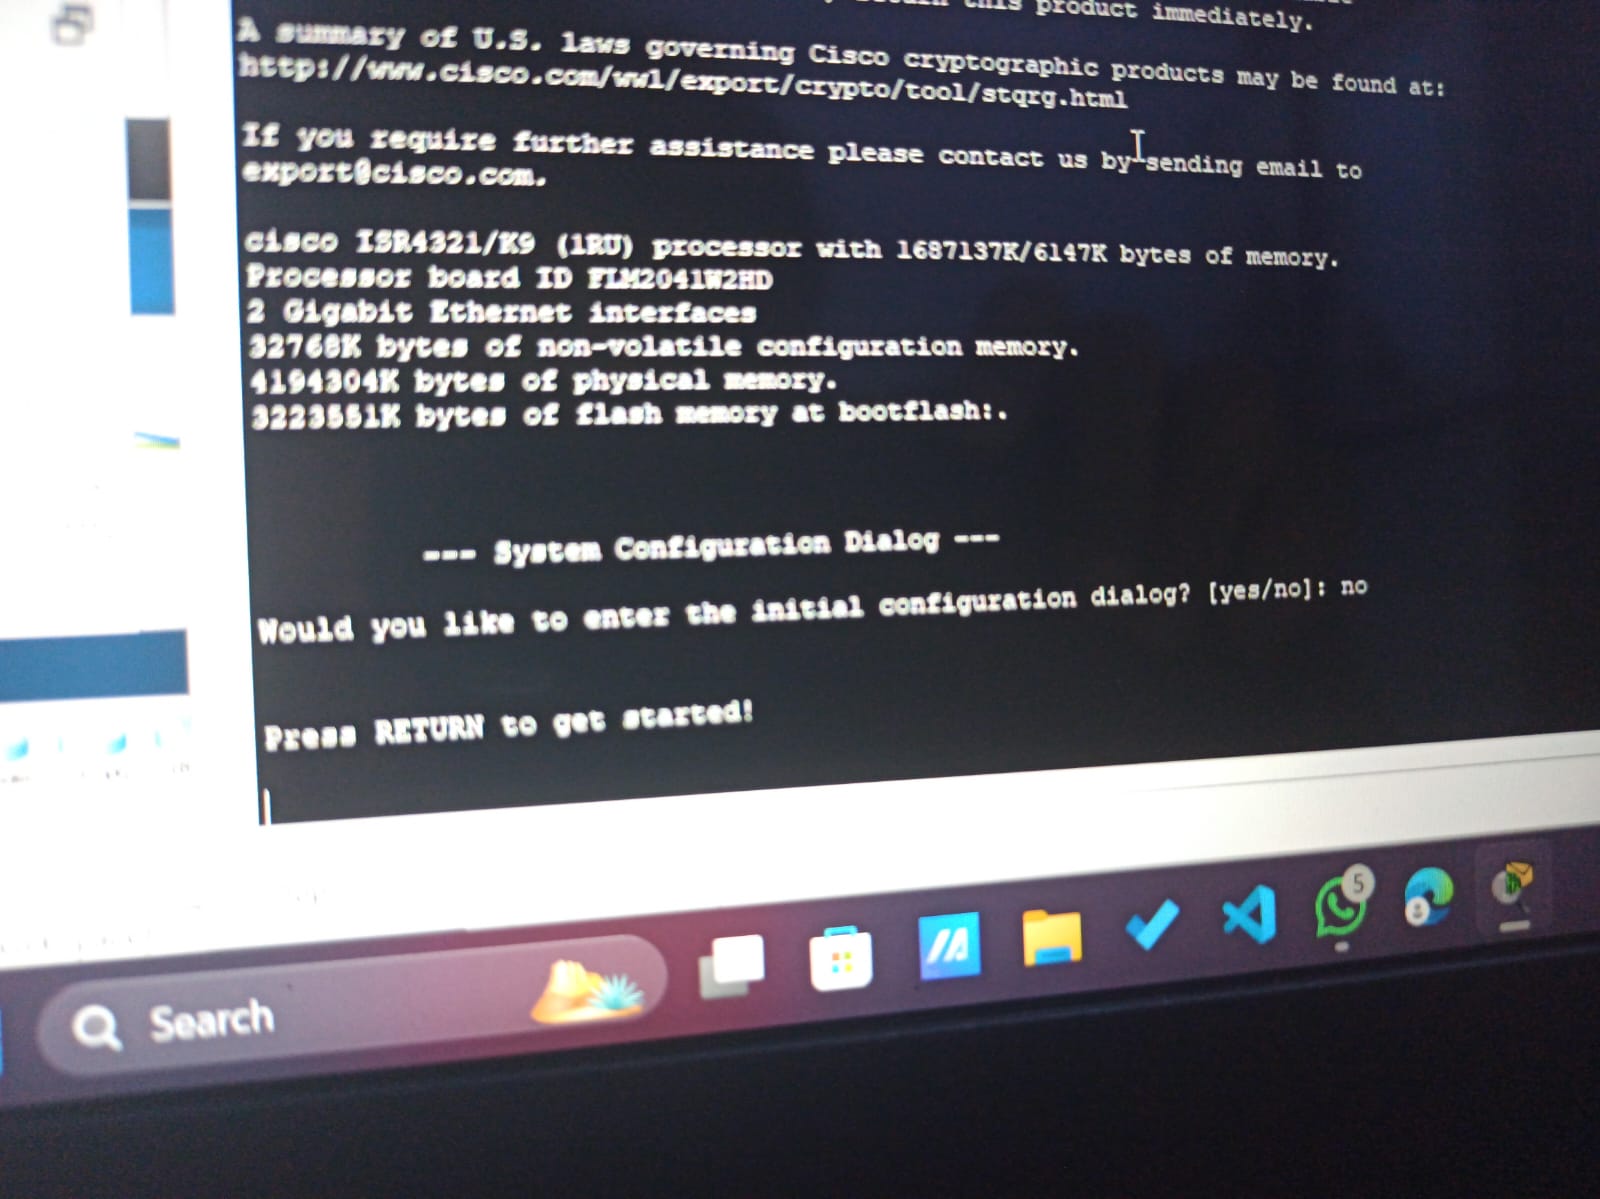 this product immediately.
A summary of U.S. laws governing Cisco cryptographic products may be found at:
http://www.cisco.com/wwl/export/crypto/tool/stqrg.html
If you require further assistance please contact us by sending email to
export@cisco.com.
cisco ISR4321/K9 (1RU) processor with 1687137K/6147K bytes of memory.
Processor board ID FLM2041W2HD
2 Gigabit Ethernet interfaces
32768K bytes of non-volatile configuration memory.
4194304K bytes of physical memory.
3223551K bytes of flash memory at bootflash:.
--- System Configuration Dialog ---
Would you like to enter the initial configuration dialog? [yes/no]: no
Press RETURN to get started!
5
Search